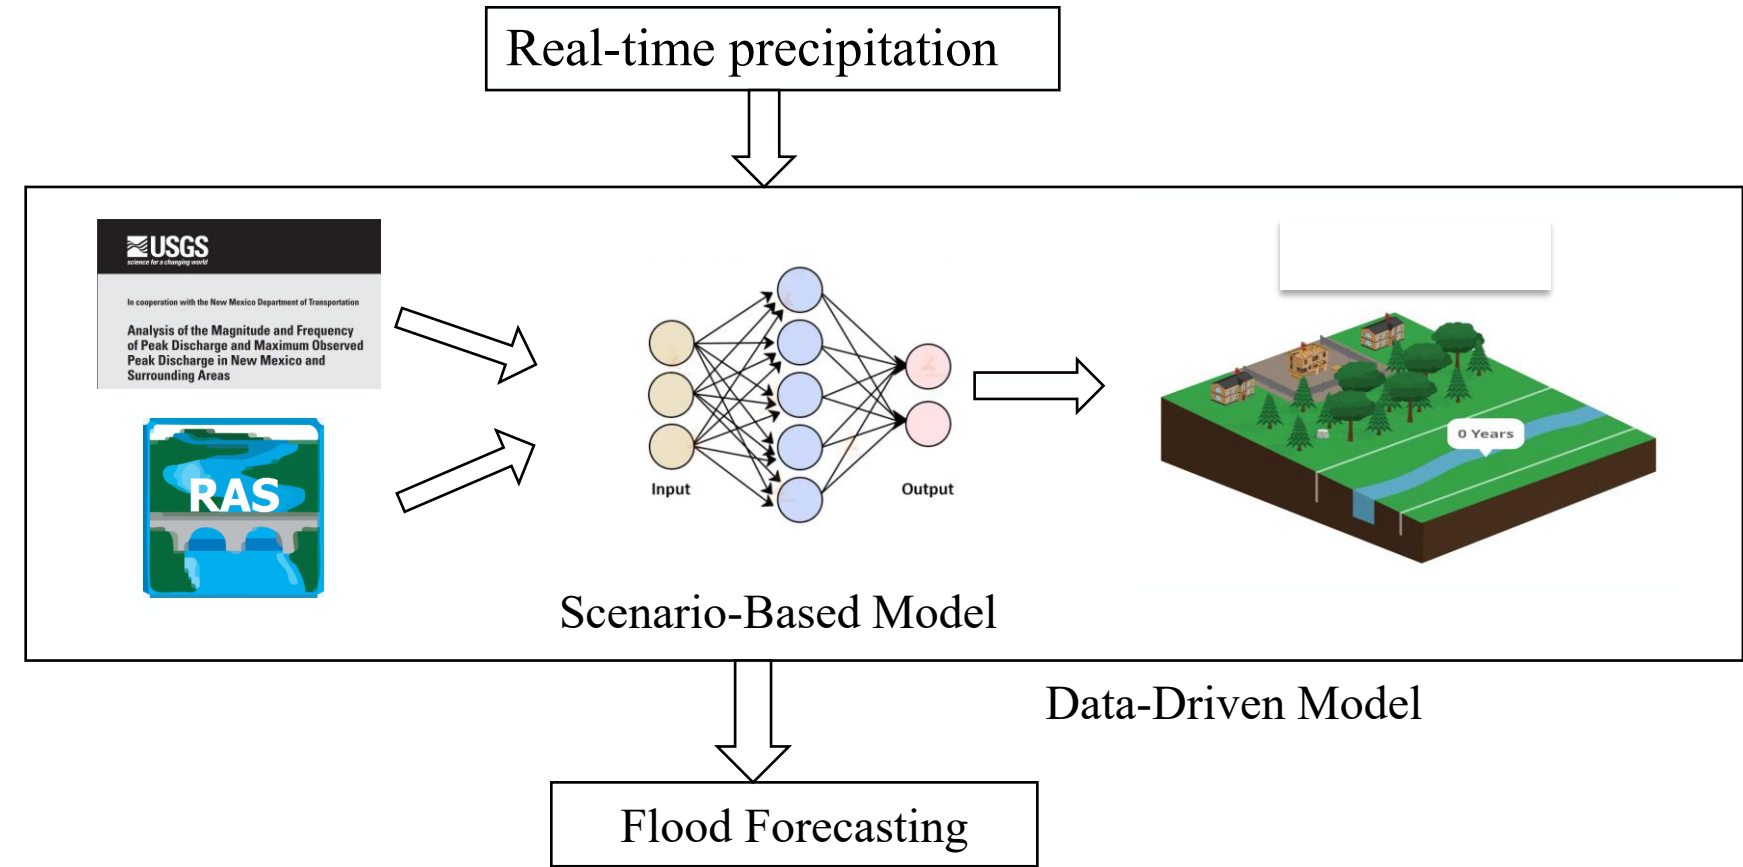 Real-time precipitation
USGS
science for a changing world
In cooperation with the New Mexico Department of Transportation
Analysis of the Magnitude and Frequency
of Peak Discharge and Maximum Observed
Peak Discharge in New Mexico and
Surrounding Areas
RAS
Input
Output
0 Years
Scenario-Based Model
Data-Driven Model
Flood Forecasting